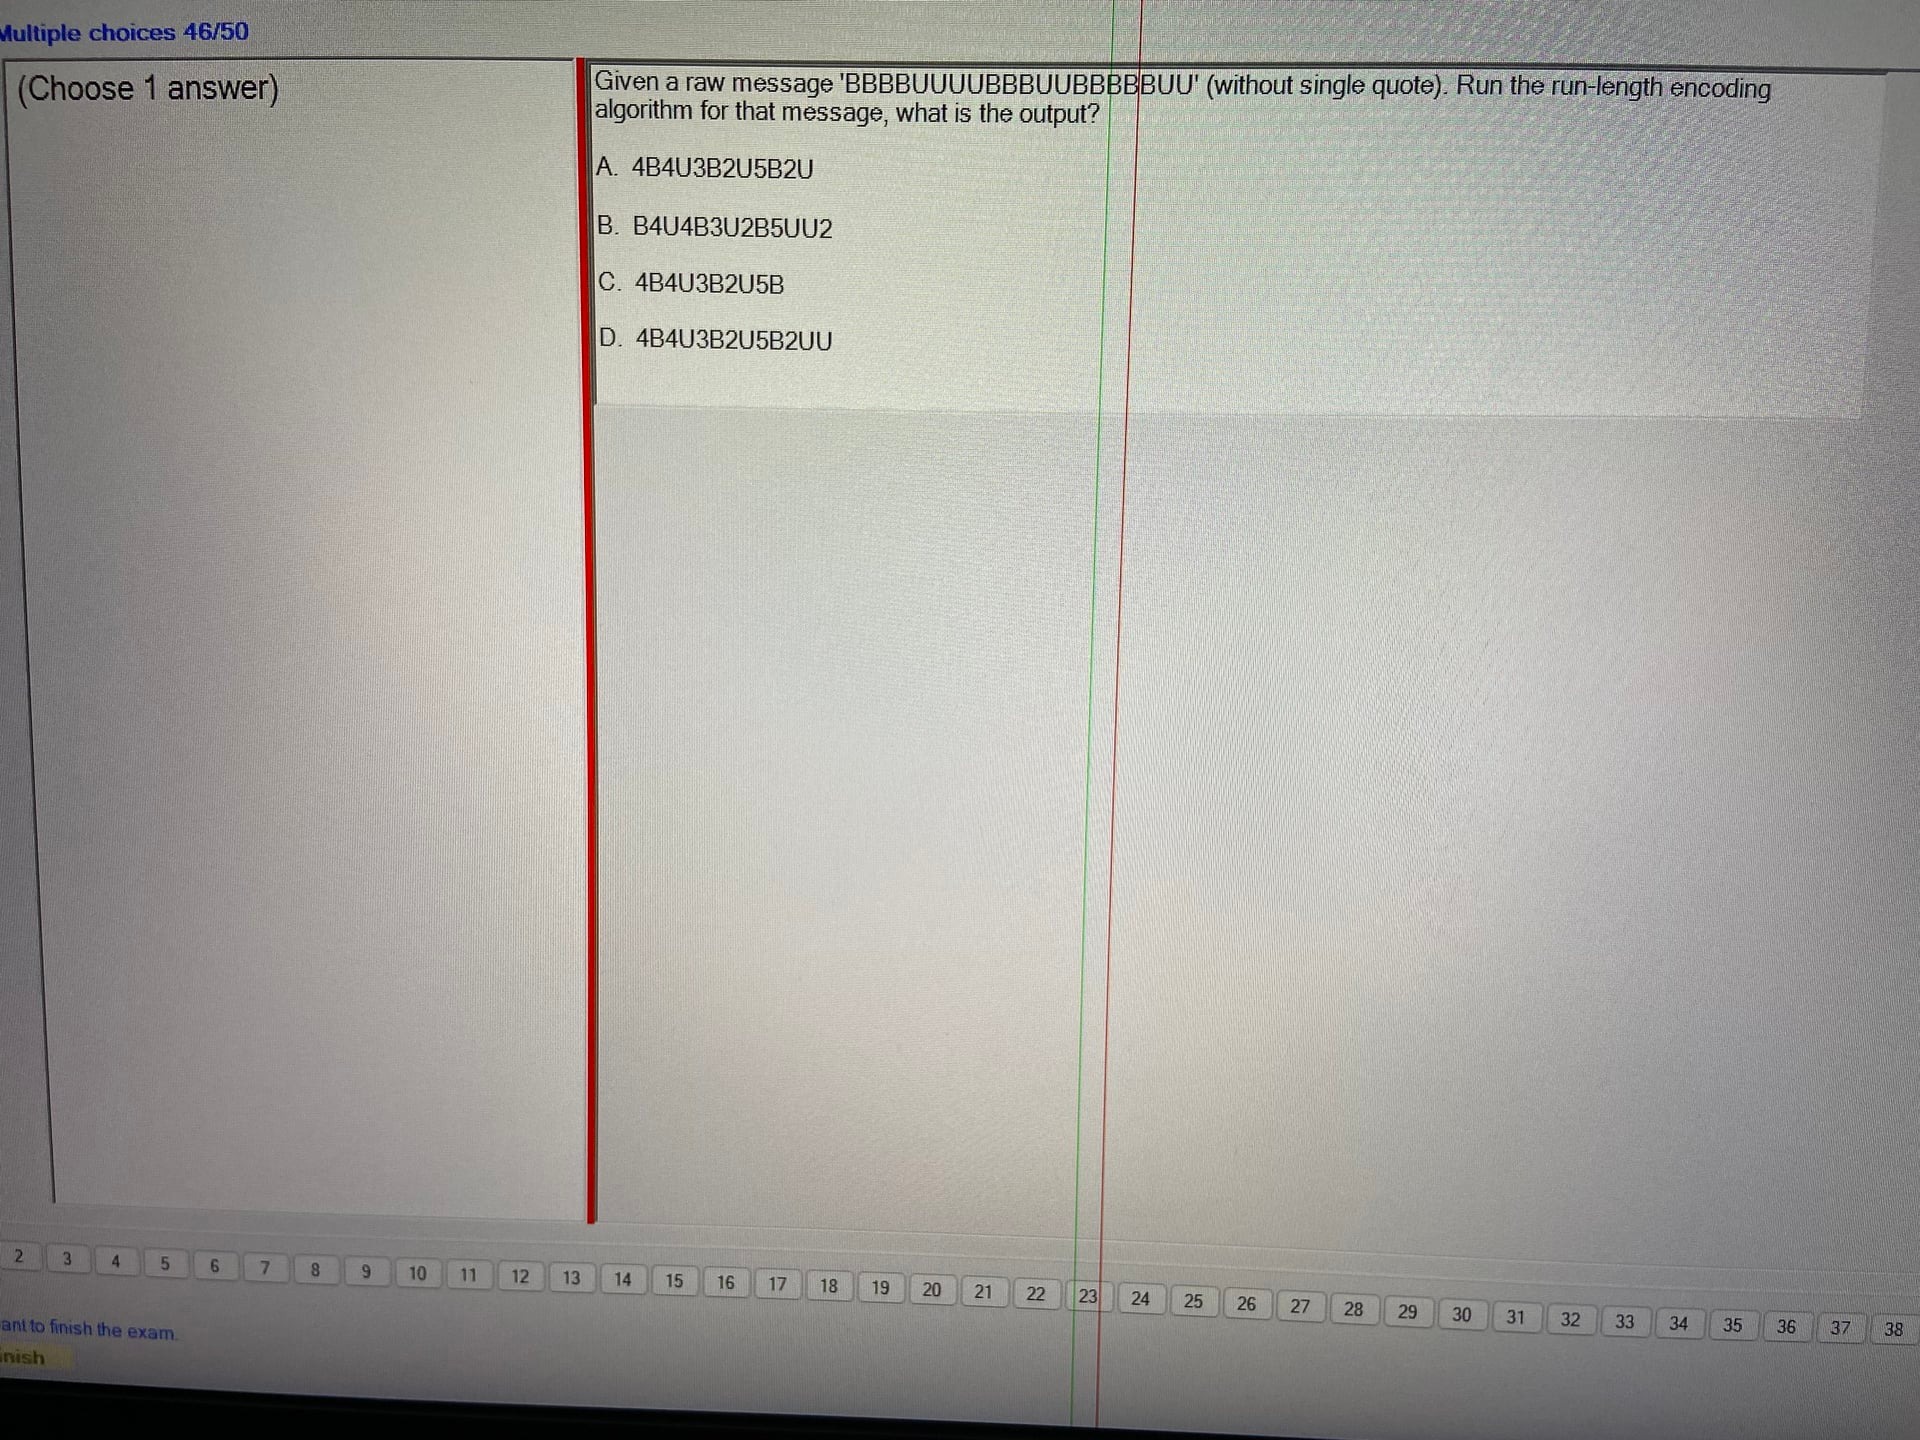 Multiple choices 46/50
(Choose 1 answer)
Given a raw message 'BBBBUUUUBBBUUBBBBBUU' (without single quote). Run the run-length encoding
algorithm for that message, what is the output?
A. 4B4U3B2U5B2U
B. B4U4B3U2B5UU2
C. 4B4U3B2U5B
D. 4B4U3B2U5B2UU
2 3 4 5 6 7 8 9 10 11 12 13 14 15 16 17 18 19 20 21 22 23 24 25 26 27 28 29 30 31 32 33 34 35 36 37 38
ant to finish the exam.
inish